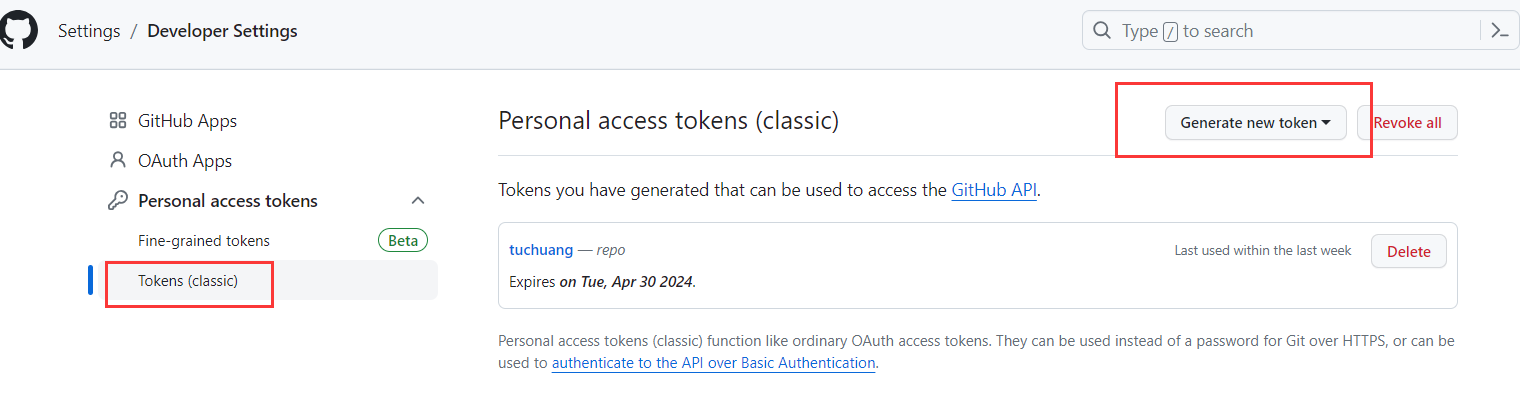 Settings / Developer Settings
Type / to search
GitHub Apps
OAuth Apps
Personal access tokens
Fine-grained tokens Beta
Tokens (classic)
Personal access tokens (classic)
Generate new token
Revoke all
Tokens you have generated that can be used to access the GitHub API.
tuchuang — repo
Last used within the last week
Delete
Expires on Tue, Apr 30 2024.
Personal access tokens (classic) function like ordinary OAuth access tokens. They can be used instead of a password for Git over HTTPS, or can be
used to authenticate to the API over Basic Authentication.